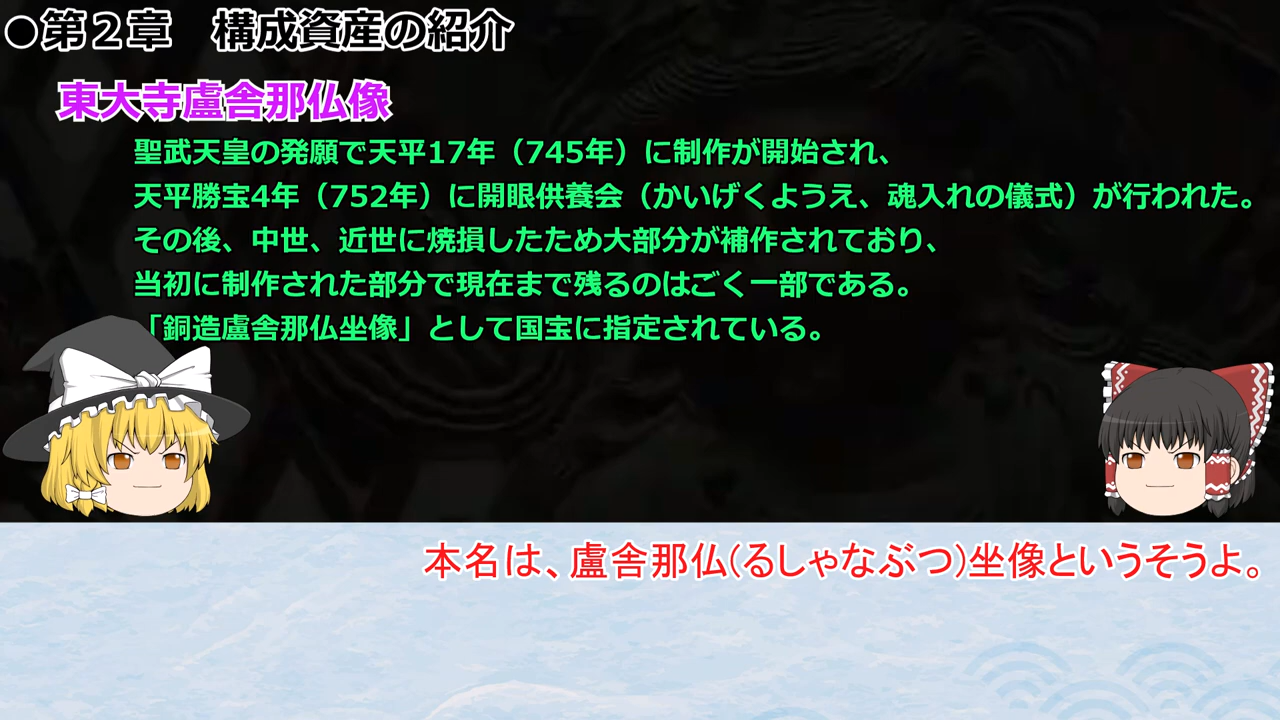 ○第２章　構成資産の紹介
東大寺盧舎那仏像
聖武天皇の発願で天平17年（745年）に制作が開始され、
天平勝宝4年（752年）に開眼供養会（かいげくようえ、魂入れの儀式）が行われた。
その後、中世、近世に焼損したため大部分が補作されており、
当初に制作された部分で現在まで残るのはごく一部である。
「銅造盧舎那仏坐像」として国宝に指定されている。
本名は、盧舎那仏(るしゃなぶつ)坐像というそうよ。